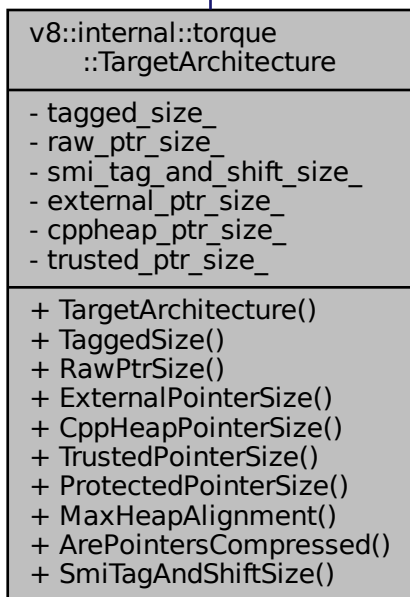 v8::internal::torque
::TargetArchitecture
- tagged_size_
- raw_ptr_size_
- smi_tag_and_shift_size_
- external_ptr_size_
- cppheap_ptr_size_
- trusted_ptr_size_
+ TargetArchitecture()
+ TaggedSize()
+ RawPtrSize()
+ ExternalPointerSize()
+ CppHeapPointerSize()
+ TrustedPointerSize()
+ ProtectedPointerSize()
+ MaxHeapAlignment()
+ ArePointersCompressed()
+ SmiTagAndShiftSize()